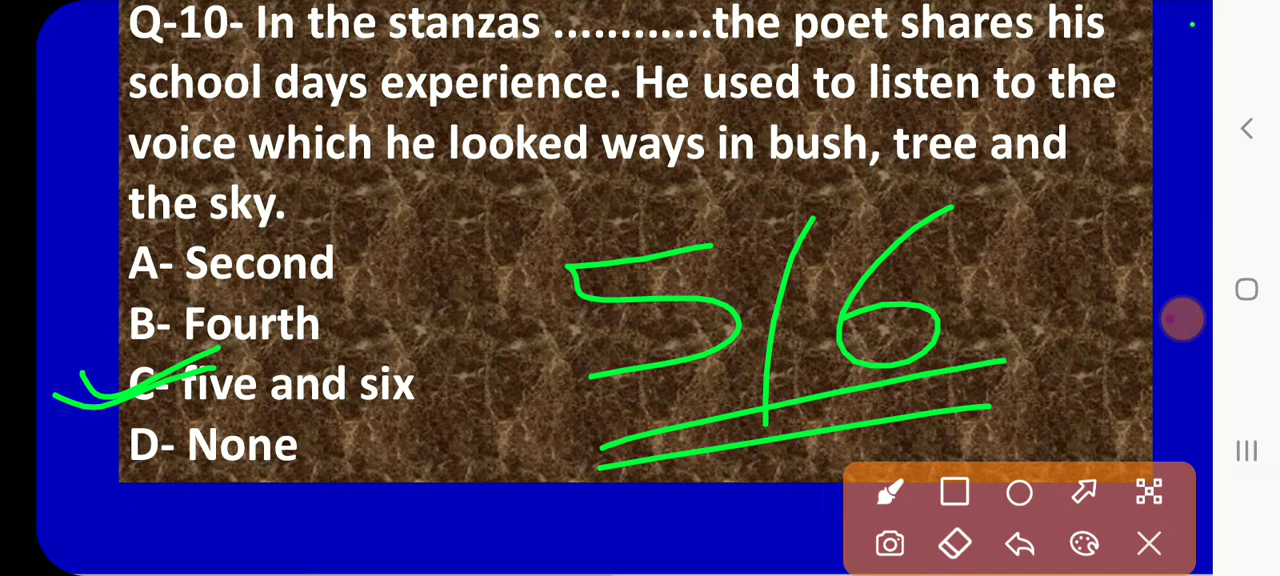 Q-10- In the stanzas ............the poet shares his
school days experience. He used to listen to the
voice which he looked ways in bush, tree and
the sky.
A- Second
B- Fourth
C- five and six
D- None
5/6